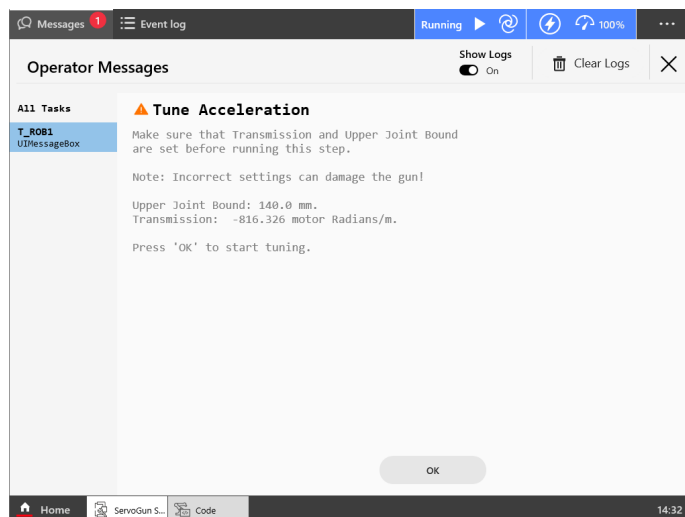 Messages 1 Event log Running 100% ...
Operator Messages Show Logs On Clear Logs
All Tasks
T_ROB1
UIMessageBox
Tune Acceleration
Make sure that Transmission and Upper Joint Bound
are set before running this step.
Note: Incorrect settings can damage the gun!
Upper Joint Bound: 140.0 mm.
Transmission:  -816.326 motor Radians/m.
Press 'OK' to start tuning.
OK
Home ServoGun S... Code 14:32